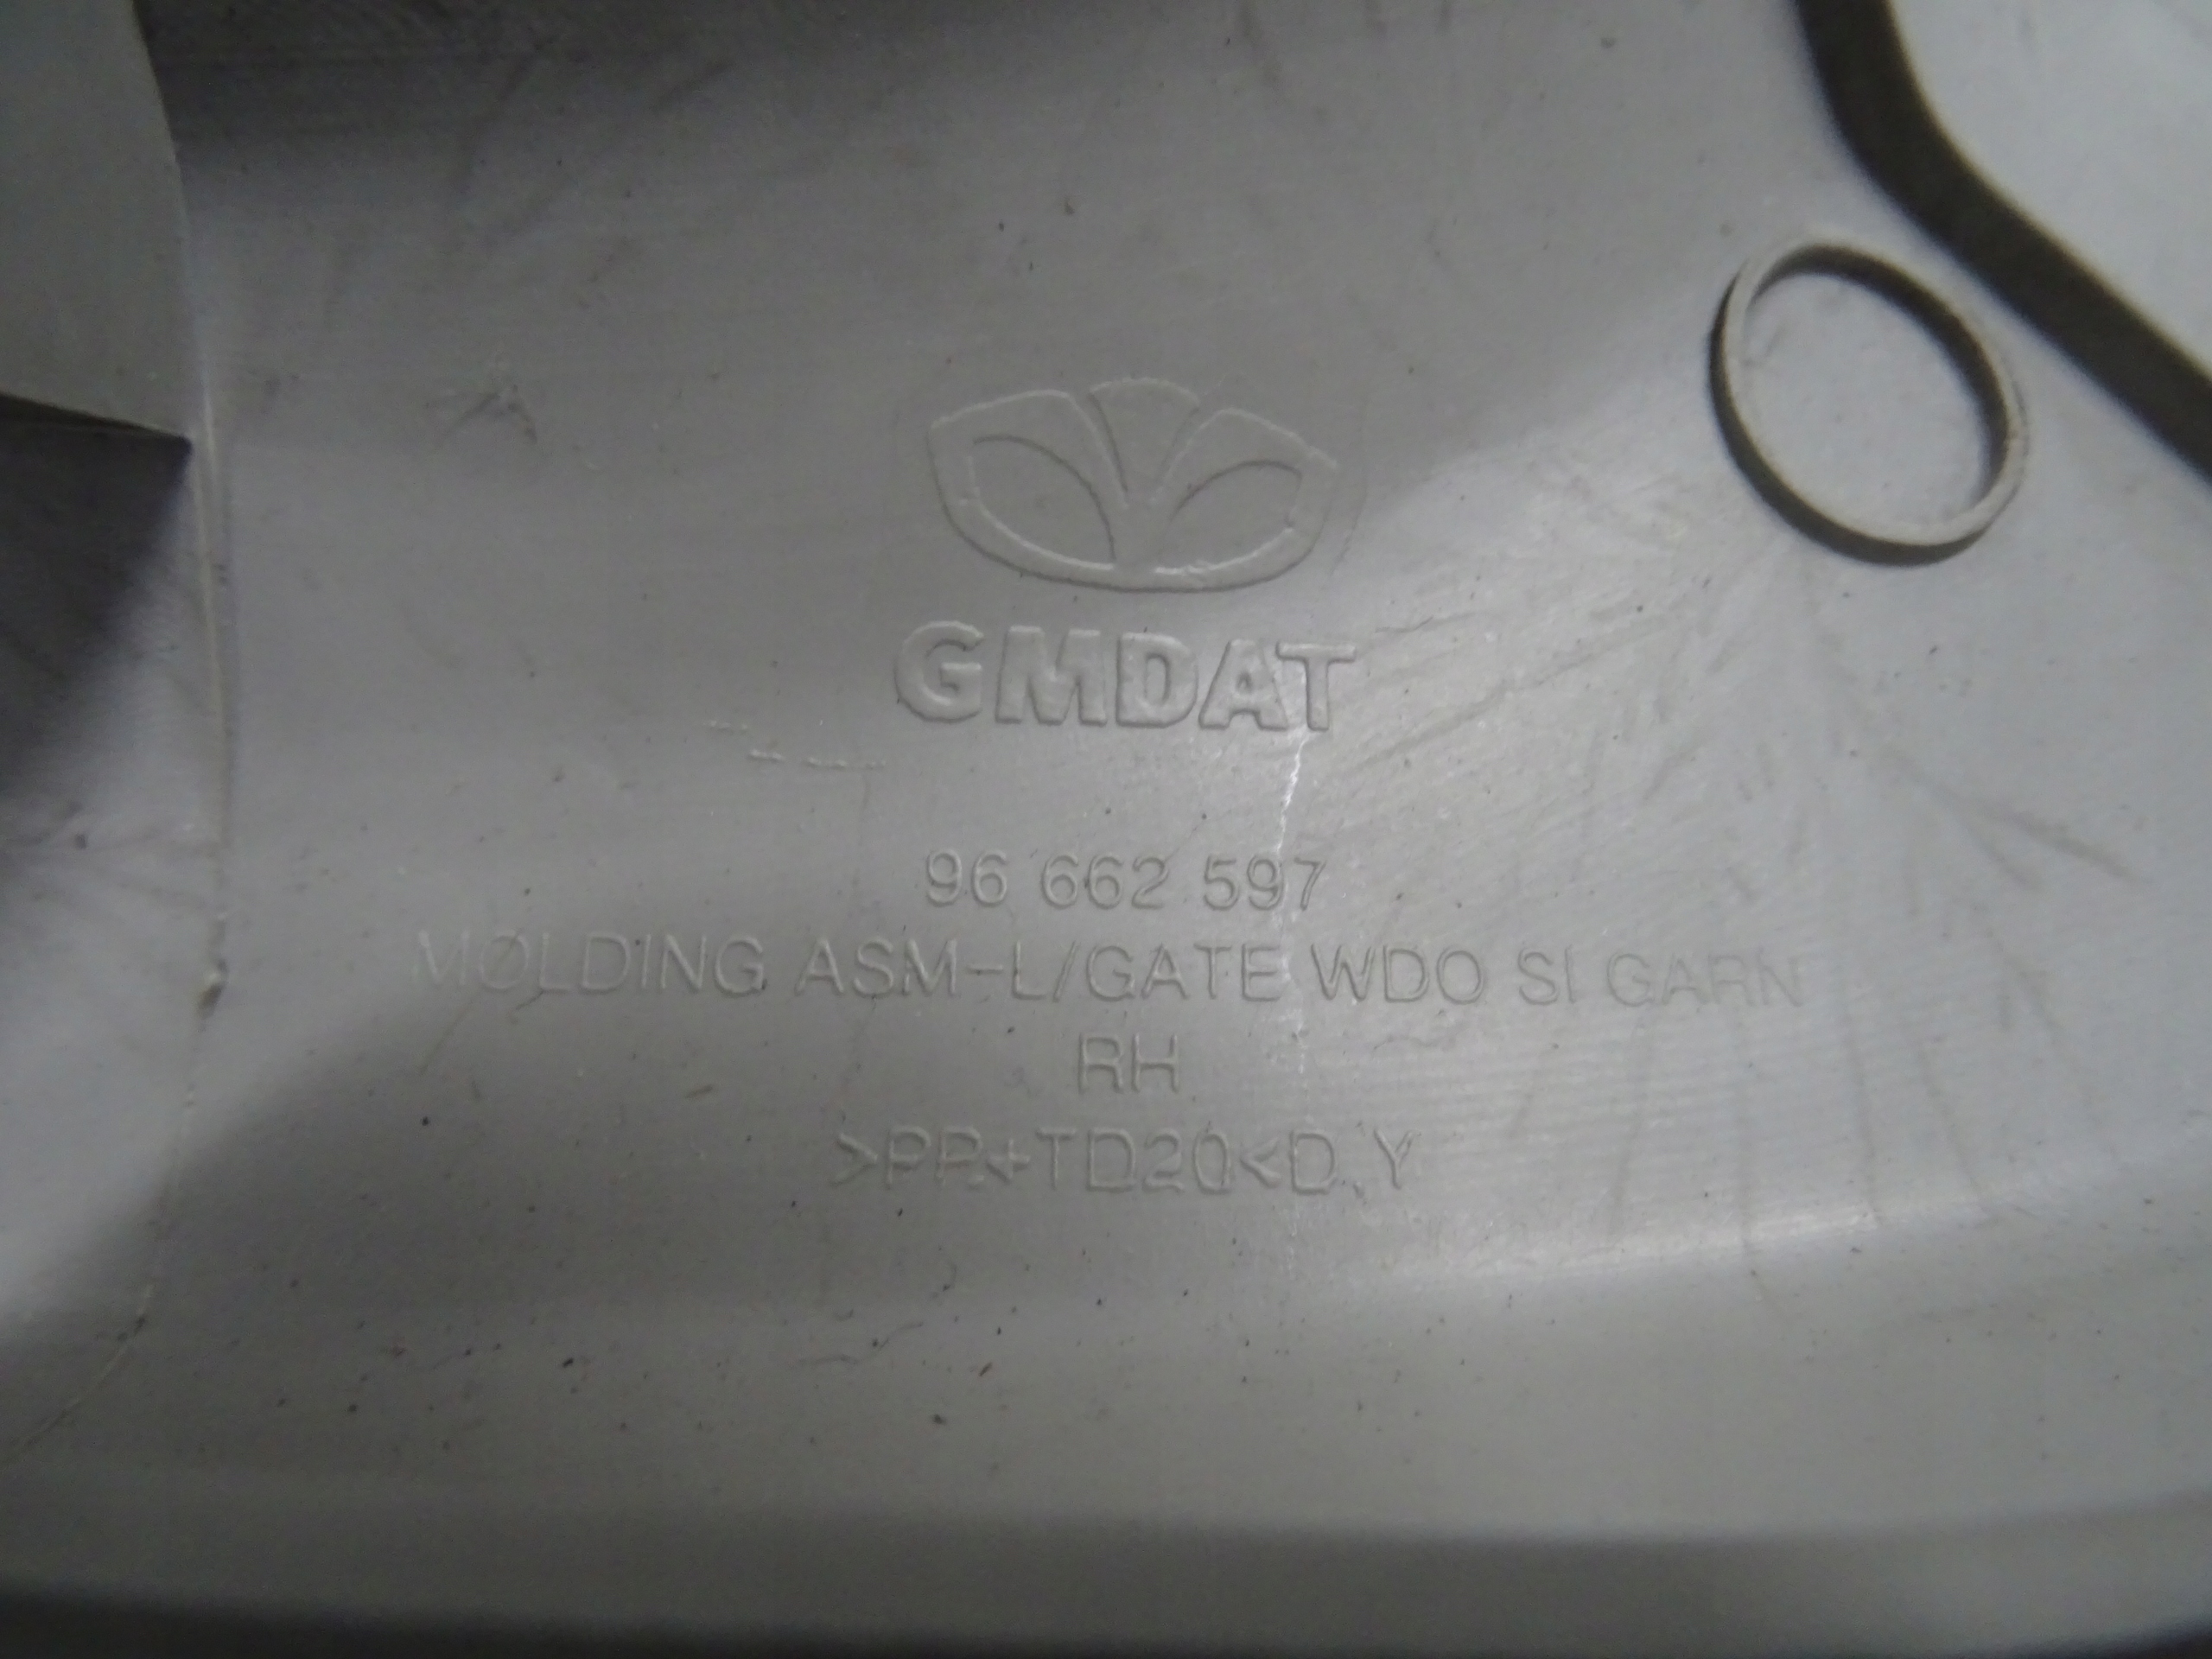 GMDAT
96 662 597
MOLDING ASM-L/GATE WDO SI GARN
RH
>PP+TD20<D.Y